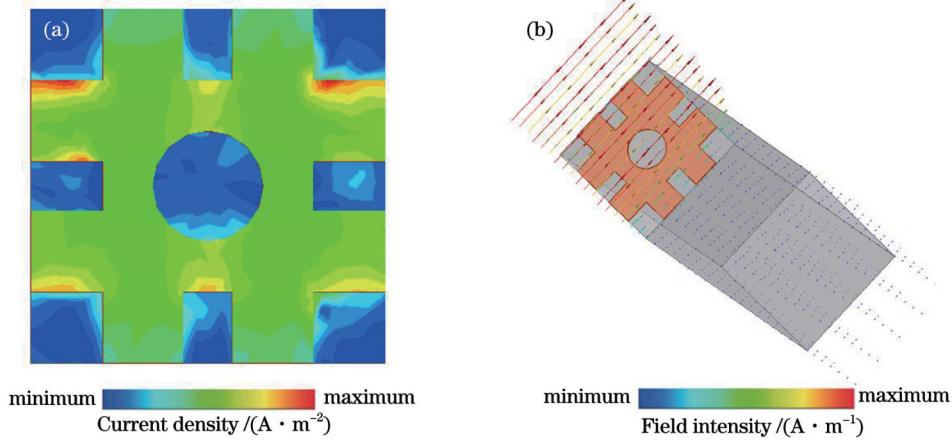 (a)
(b)
minimum maximum
Current density /(A · m⁻²)
minimum maximum
Field intensity /(A · m⁻¹)